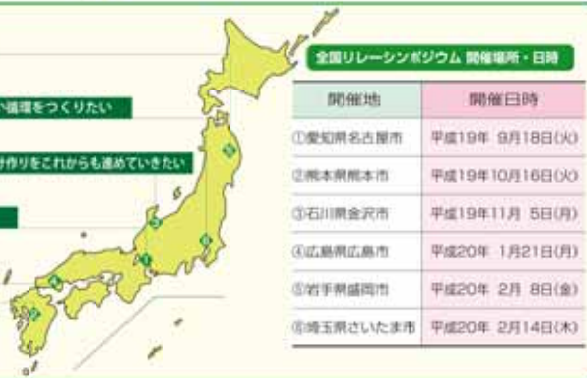 い循環をつくりたい
け作りをこれからも進めていきたい
全国リレーシンポジウム 開催場所・日時
開催地 開催日時
①愛知県名古屋市 平成19年 9月18日(火)
②熊本県熊本市 平成19年10月16日(火)
③石川県金沢市 平成19年11月 5日(月)
④広島県広島市 平成20年 1月21日(月)
⑤岩手県盛岡市 平成20年 2月 8日(金)
⑥埼玉県さいたま市 平成20年 2月14日(木)
5
3
6
1
4
2